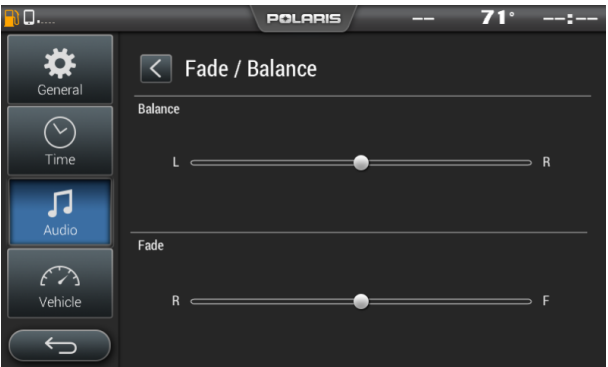 POLARIS -- 71° --:--
General
Time
Audio
Vehicle
Fade / Balance
Balance
L R
Fade
R F